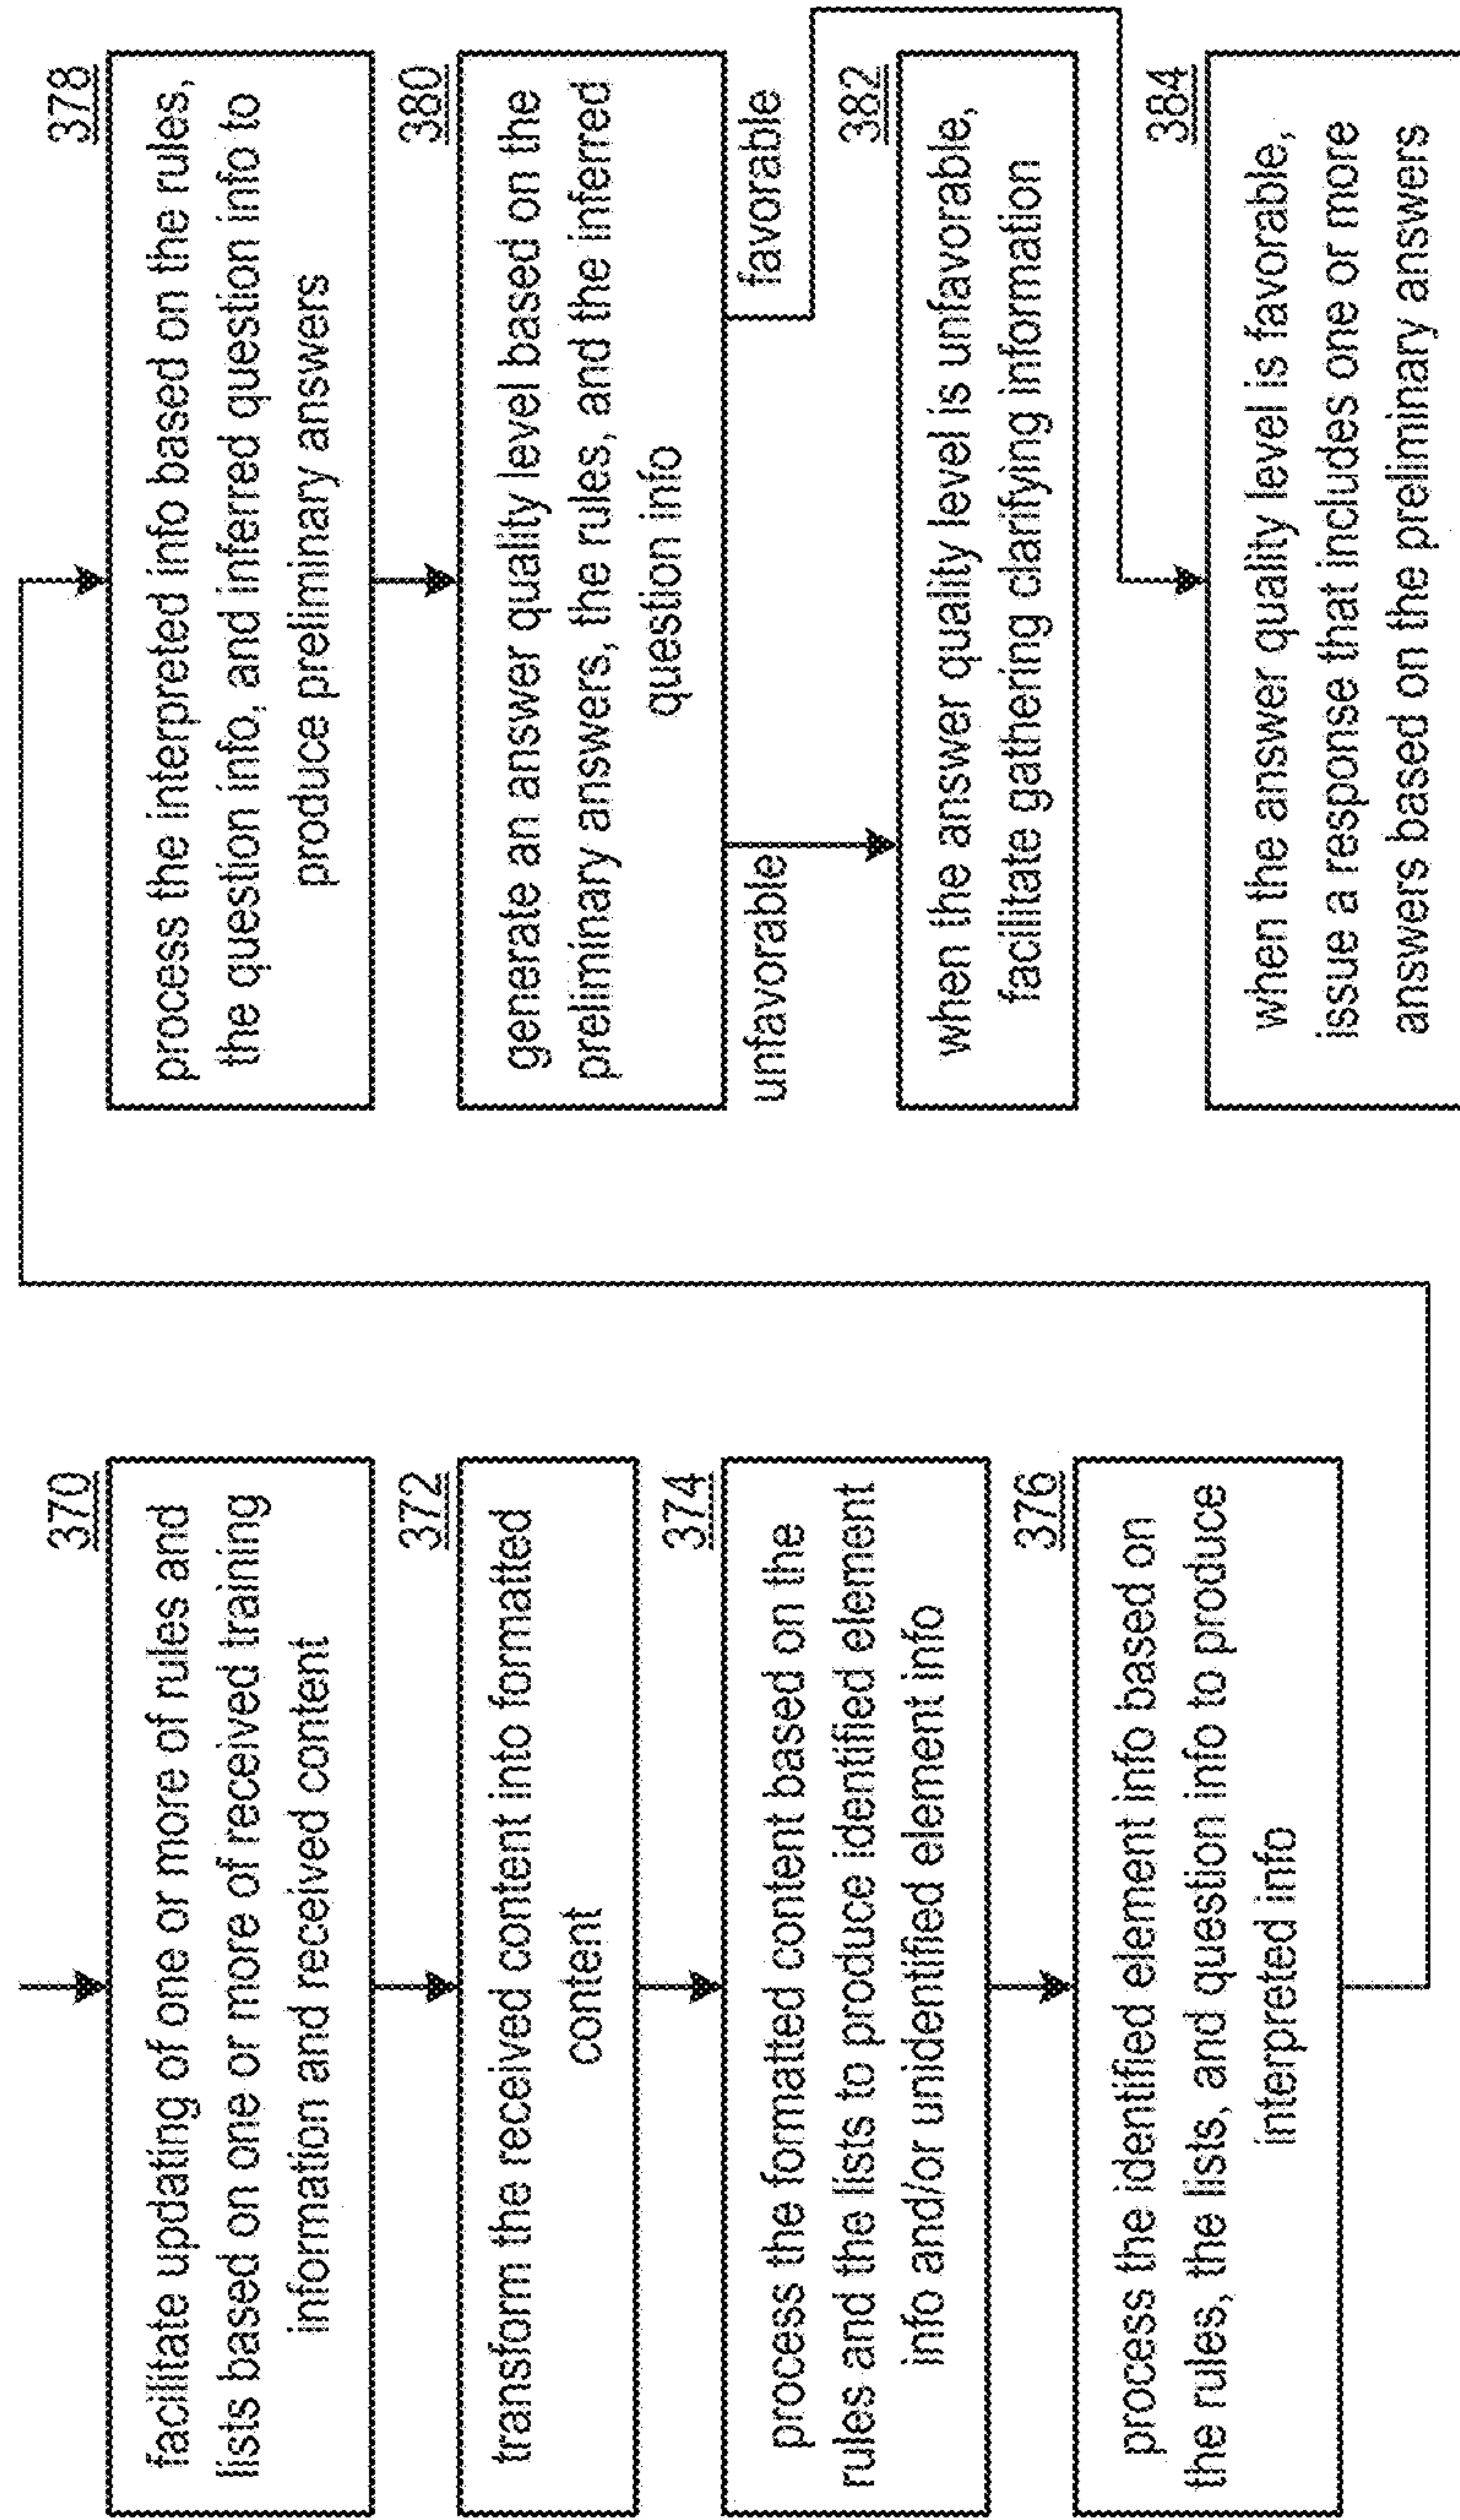 370
facilitate updating of one or more of rules and
lists based on one or more of received training
information and received content
372
transform the received content into formatted
content
374
process the formatted content based on the
rules and the lists to produce identified element
info and/or unidentified element info
376
process the identified element info based on
the rules, the lists, and question info to produce
interpreted info
378
process the interpreted info based on the rules,
the question info, and inferred question info to
produce preliminary answers
380
generate an answer quality level based on the
preliminary answers, the rules, and the inferred
question info
unfavorable
favorable
382
when the answer quality level is unfavorable,
facilitate gathering clarifying information
384
when the answer quality level is favorable,
issue a response that includes one or more
answers based on the preliminary answers